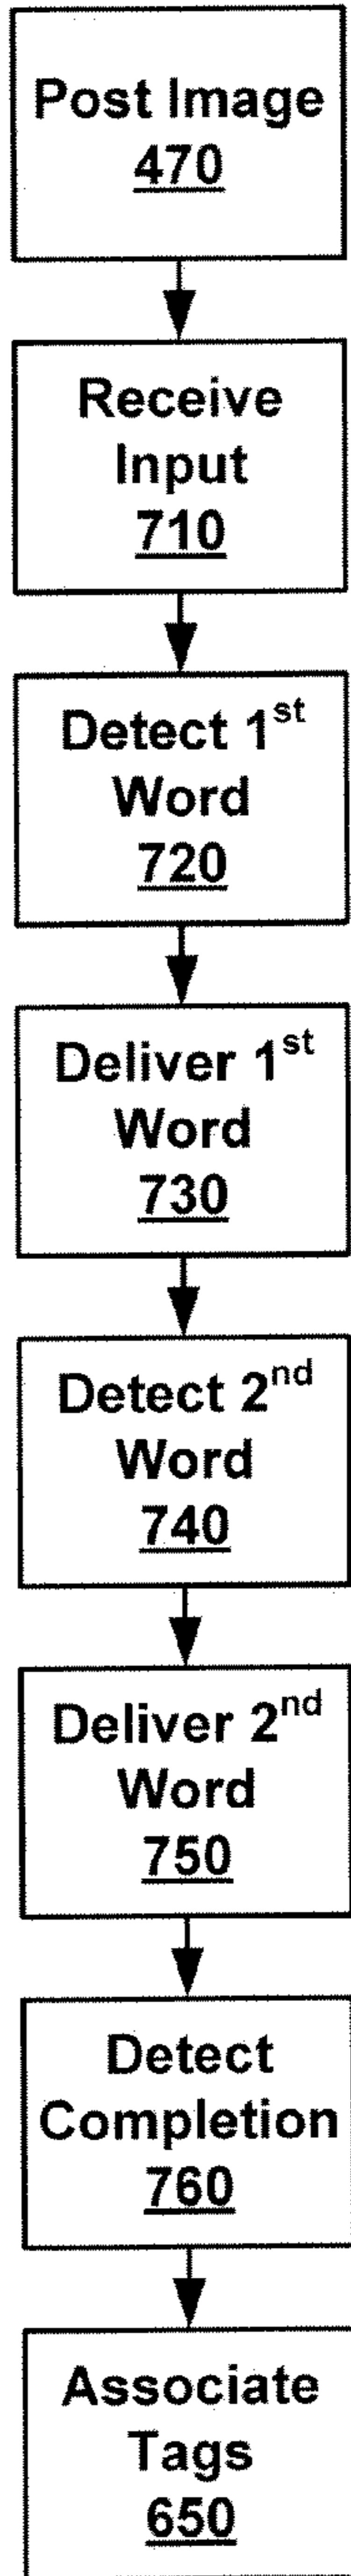 Post Image
470
Receive
Input
710
Detect 1st
Word
720
Deliver 1st
Word
730
Detect 2nd
Word
740
Deliver 2nd
Word
750
Detect
Completion
760
Associate
Tags
650